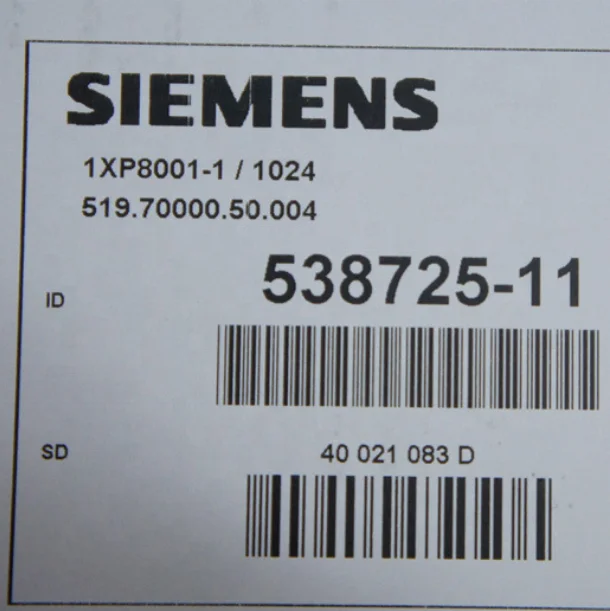 SIEMENS
1XP8001-1 / 1024
519.70000.50.004
ID
538725-11
SD
40 021 083 D